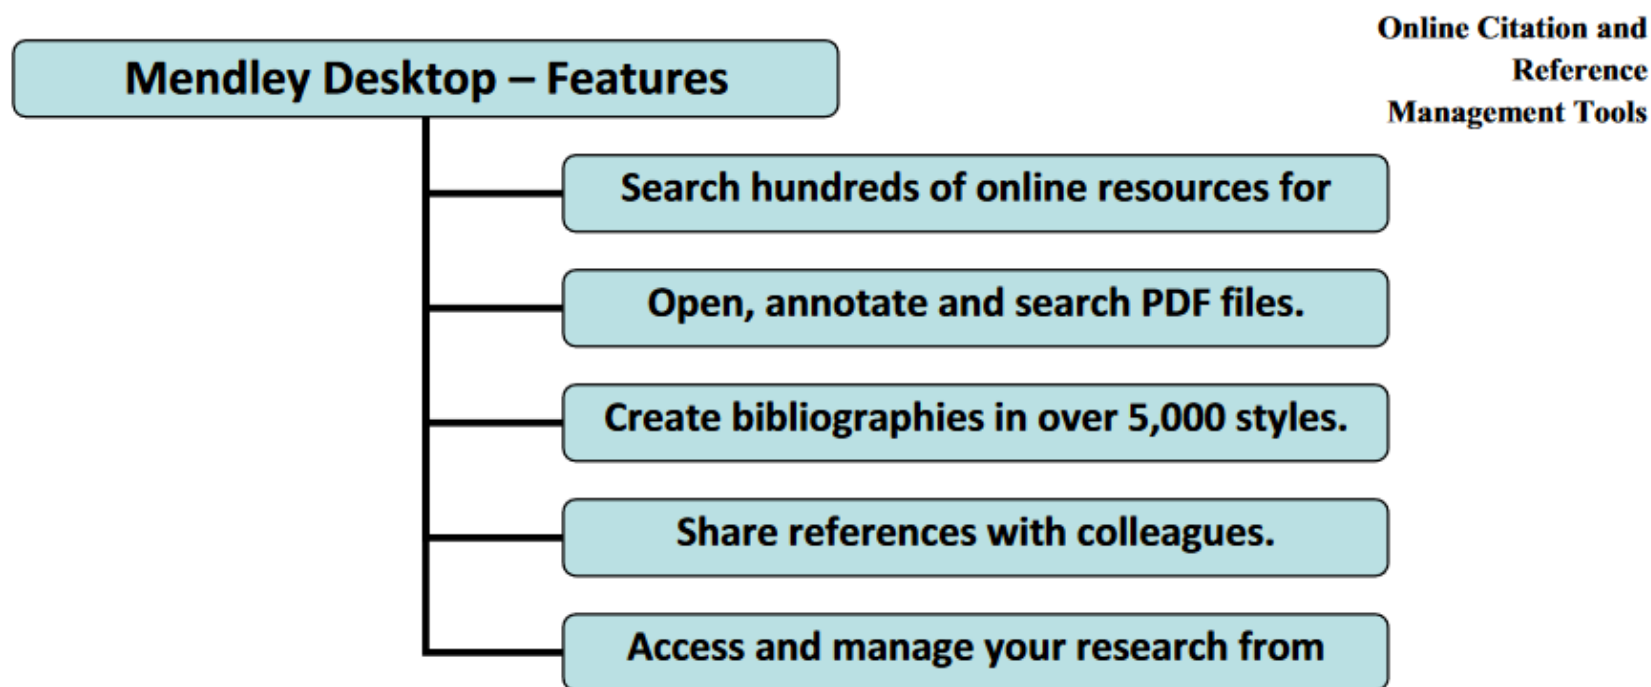 Online Citation and
Reference
Management Tools
Mendley Desktop – Features
Search hundreds of online resources for
Open, annotate and search PDF files.
Create bibliographies in over 5,000 styles.
Share references with colleagues.
Access and manage your research from